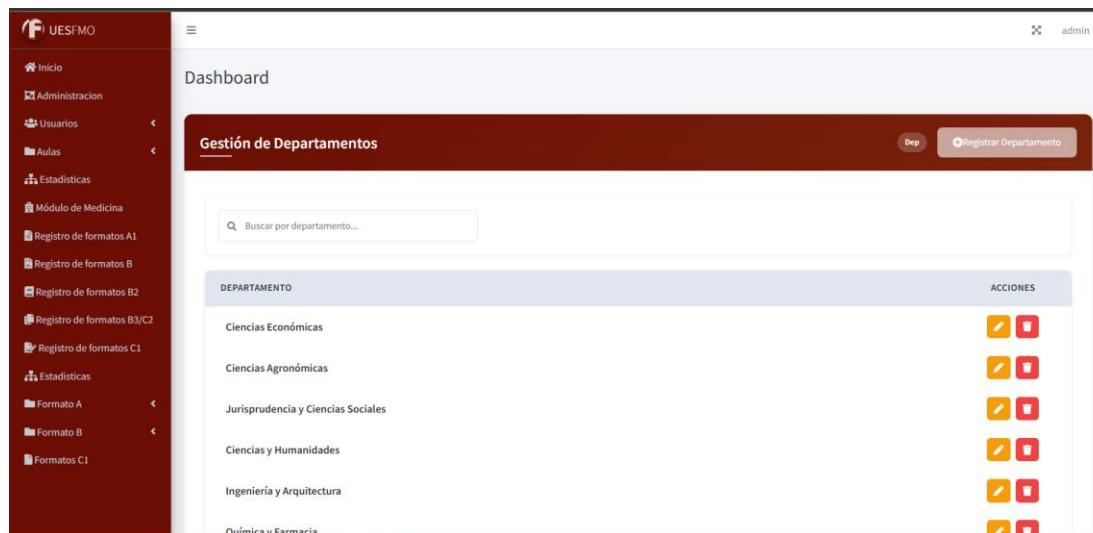 UESFMO
admin
Inicio
Administracion
Usuarios
Aulas
Estadisticas
Módulo de Medicina
Registro de formatos A1
Registro de formatos B
Registro de formatos B2
Registro de formatos B3/C2
Registro de formatos C1
Estadisticas
Formato A
Formato B
Formatos C1
Dashboard
Gestión de Departamentos
Dep
Registrar Departamento
Buscar por departamento...
DEPARTAMENTO ACCIONES
Ciencias Económicas
Ciencias Agronómicas
Jurisprudencia y Ciencias Sociales
Ciencias y Humanidades
Ingeniería y Arquitectura
Química y Farmacia